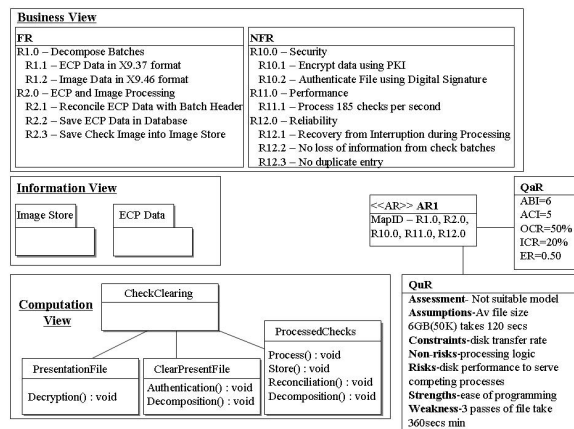 Business View
FR
R1.0 – Decompose Batches
R1.1 – ECP Data in X9.37 format
R1.2 – Image Data in X9.46 format
R2.0 – ECP and Image Processing
R2.1 – Reconcile ECP Data with Batch Header
R2.2 – Save ECP Data in Database
R2.3 – Save Check Image into Image Store
NFR
R10.0 – Security
R10.1 – Encrypt data using PKI
R10.2 – Authenticate File using Digital Signature
R11.0 – Performance
R11.1 – Process 185 checks per second
R12.0 – Reliability
R12.1 – Recovery from Interruption during Processing
R12.2 – No loss of information from check batches
R12.3 – No duplicate entry
Information View
Image Store
ECP Data
<<AR>> AR1
MapID – R1.0, R2.0,
R10.0, R11.0, R12.0
QaR
ABI=6
ACI=5
OCR=50%
ICR=20%
ER=0.50
Computation
View
CheckClearing
PresentationFile
Decryption() : void
ClearPresentFile
Authentication() : void
Decomposition() : void
ProcessedChecks
Process() : void
Store() : void
Reconciliation() : void
Decomposition() : void
QuR
Assessment- Not suitable model
Assumptions-Av file size
6GB(50K) takes 120 secs
Constraints-disk transfer rate
Non-risks-processing logic
Risks-disk performance to serve
competing processes
Strengths-ease of programming
Weakness-3 passes of file take
360secs min